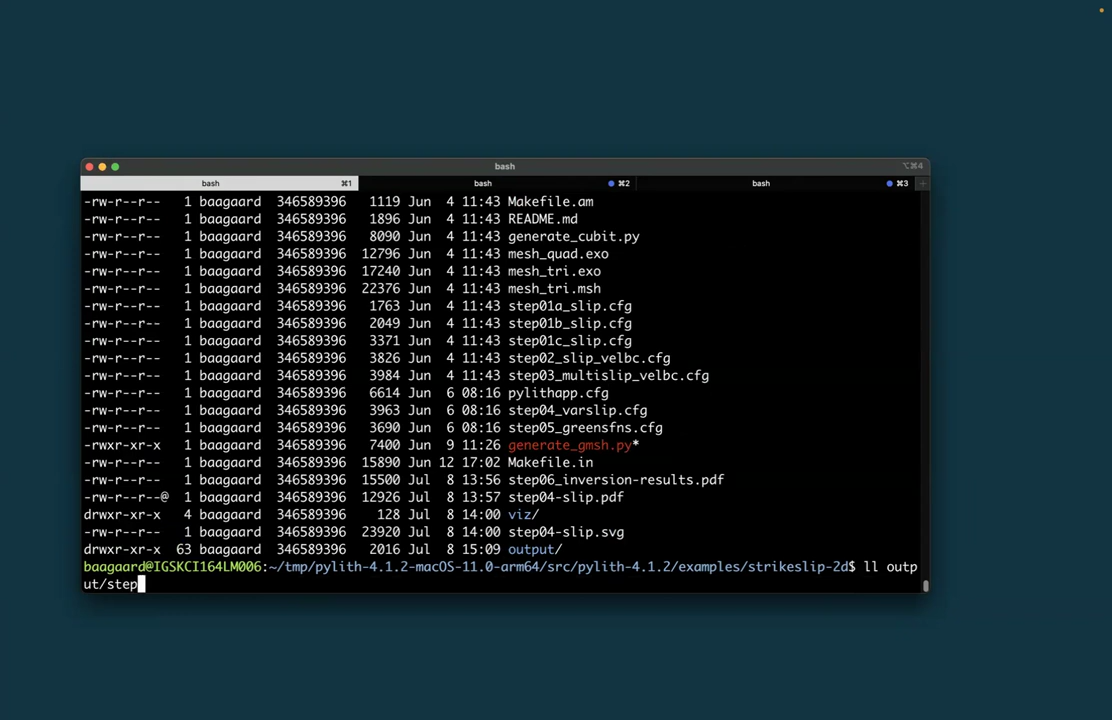 bash
⌥⌘4
bash ⌘1 bash ⌘2 bash ⌘3 +
-rw-r--r-- 1 baagaard 346589396 1119 Jun 4 11:43 Makefile.am
-rw-r--r-- 1 baagaard 346589396 1896 Jun 4 11:43 README.md
-rw-r--r-- 1 baagaard 346589396 8090 Jun 4 11:43 generate_cubit.py
-rw-r--r-- 1 baagaard 346589396 12796 Jun 4 11:43 mesh_quad.exo
-rw-r--r-- 1 baagaard 346589396 17240 Jun 4 11:43 mesh_tri.exo
-rw-r--r-- 1 baagaard 346589396 22376 Jun 4 11:43 mesh_tri.msh
-rw-r--r-- 1 baagaard 346589396 1763 Jun 4 11:43 step01a_slip.cfg
-rw-r--r-- 1 baagaard 346589396 2049 Jun 4 11:43 step01b_slip.cfg
-rw-r--r-- 1 baagaard 346589396 3371 Jun 4 11:43 step01c_slip.cfg
-rw-r--r-- 1 baagaard 346589396 3826 Jun 4 11:43 step02_slip_velbc.cfg
-rw-r--r-- 1 baagaard 346589396 3984 Jun 4 11:43 step03_multislip_velbc.cfg
-rw-r--r-- 1 baagaard 346589396 6614 Jun 6 08:16 pylithapp.cfg
-rw-r--r-- 1 baagaard 346589396 3963 Jun 6 08:16 step04_varslip.cfg
-rw-r--r-- 1 baagaard 346589396 3690 Jun 6 08:16 step05_greensfns.cfg
-rwxr-xr-x 1 baagaard 346589396 7400 Jun 9 11:26 generate_gmsh.py*
-rw-r--r-- 1 baagaard 346589396 15890 Jun 12 17:02 Makefile.in
-rw-r--r-- 1 baagaard 346589396 15500 Jul 8 13:56 step06_inversion-results.pdf
-rw-r--r--@ 1 baagaard 346589396 12926 Jul 8 13:57 step04-slip.pdf
drwxr-xr-x 4 baagaard 346589396 128 Jul 8 14:00 viz/
-rw-r--r-- 1 baagaard 346589396 23920 Jul 8 14:00 step04-slip.svg
drwxr-xr-x 63 baagaard 346589396 2016 Jul 8 15:09 output/
baagaard@IGSKCI164LM006:~/tmp/pylith-4.1.2-macOS-11.0-arm64/src/pylith-4.1.2/examples/strikeslip-2d$ ll outp
ut/step